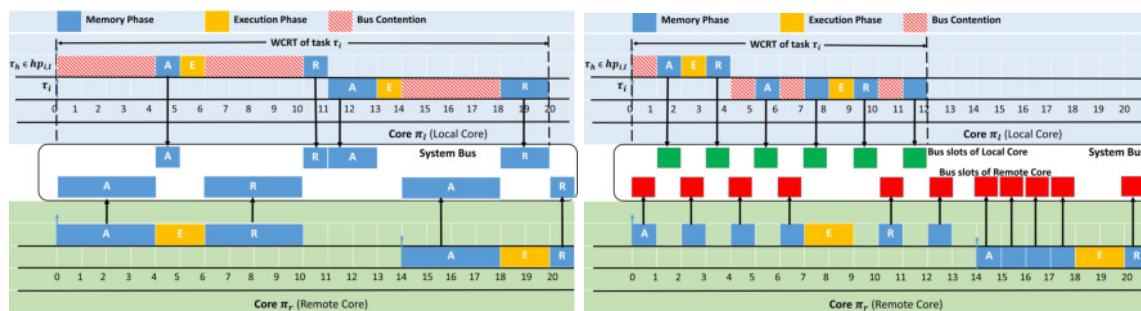 Memory Phase Execution Phase Bus Contention
WCRT of task τi
τh ∈ hpi,l A E R
τi A E R
0 1 2 3 4 5 6 7 8 9 10 11 12 13 14 15 16 17 18 19 20
Core πl (Local Core)
System Bus
A R A R
A R A R
A E R
A E R
0 1 2 3 4 5 6 7 8 9 10 11 12 13 14 15 16 17 18 19 20
Core πr (Remote Core)
Memory Phase Execution Phase Bus Contention
WCRT of task τi
τh ∈ hpi,l A E R
τi A E R
0 1 2 3 4 5 6 7 8 9 10 11 12 13 14 15 16 17 18 19 20
Core πl (Local Core)
Bus slots of Local Core System Bus
Bus slots of Remote Core
A E R
A E R
0 1 2 3 4 5 6 7 8 9 10 11 12 13 14 15 16 17 18 19 20
Core πr (Remote Core)